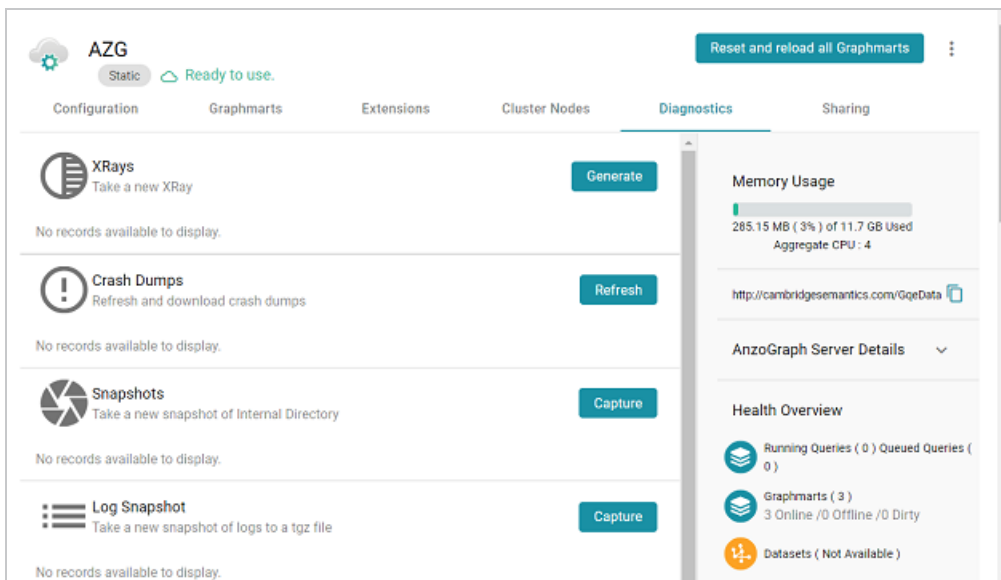 AZG
Reset and reload all Graphmarts
Static
Ready to use.
Configuration
Graphmarts
Extensions
Cluster Nodes
Diagnostics
Sharing
XRays
Take a new XRay
Generate
No records available to display.
Crash Dumps
Refresh and download crash dumps
Refresh
No records available to display.
Snapshots
Take a new snapshot of Internal Directory
Capture
No records available to display.
Log Snapshot
Take a new snapshot of logs to a tgz file
Capture
No records available to display.
Memory Usage
285.15 MB ( 3% ) of 11.7 GB Used
Aggregate CPU : 4
http://cambridgesemantics.com/GqeData
AnzoGraph Server Details
Health Overview
Running Queries ( 0 ) Queued Queries (
0 )
Graphmarts ( 3 )
3 Online /0 Offline /0 Dirty
Datasets ( Not Available )